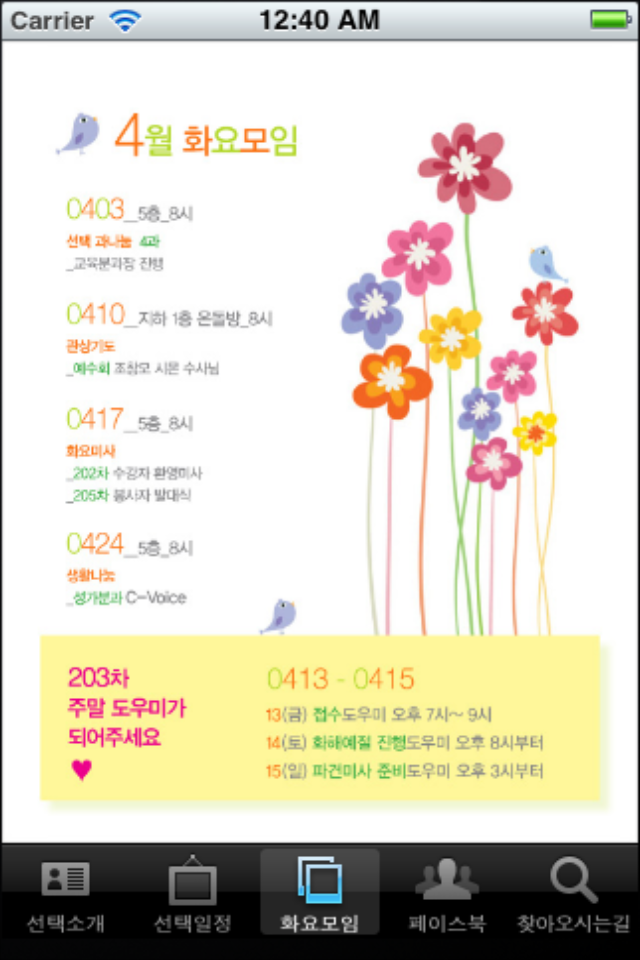 Carrier 12:40 AM
4월 화요모임
0403_5층_8시
선택 과나눔 4과
_교육분과장 진행
0410_지하 1층 온돌방_8시
관상기도
_예수회 조창모 시몬 수사님
0417_5층_8시
화요미사
_202차 수강자 환영미사
_205차 봉사자 발대식
0424_5층_8시
생활나눔
_성가분과 C-Voice
203차
주말 도우미가
되어주세요
♥
0413 - 0415
13(금) 접수도우미 오후 7시~ 9시
14(토) 화해예절 진행도우미 오후 8시부터
15(일) 파견미사 준비도우미 오후 3시부터
선택소개 선택일정 화요모임 페이스북 찾아오시는길